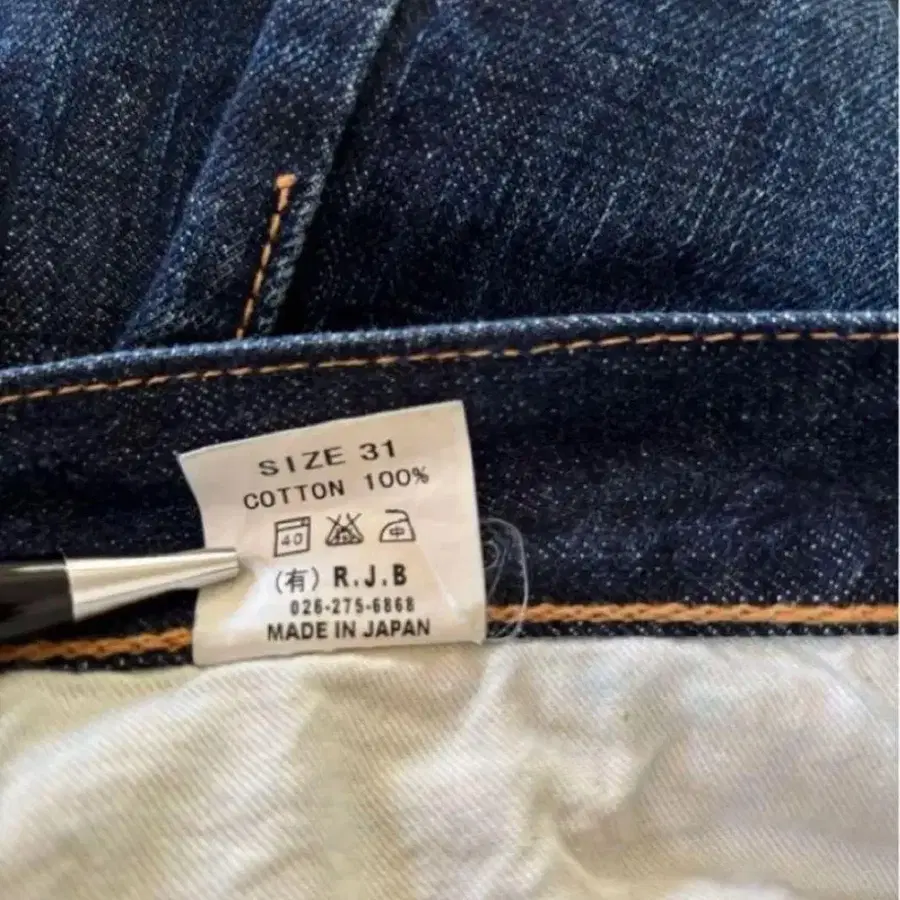 SIZE 31
COTTON 100%
40 中
(有) R.J.B
026-275-6868
MADE IN JAPAN